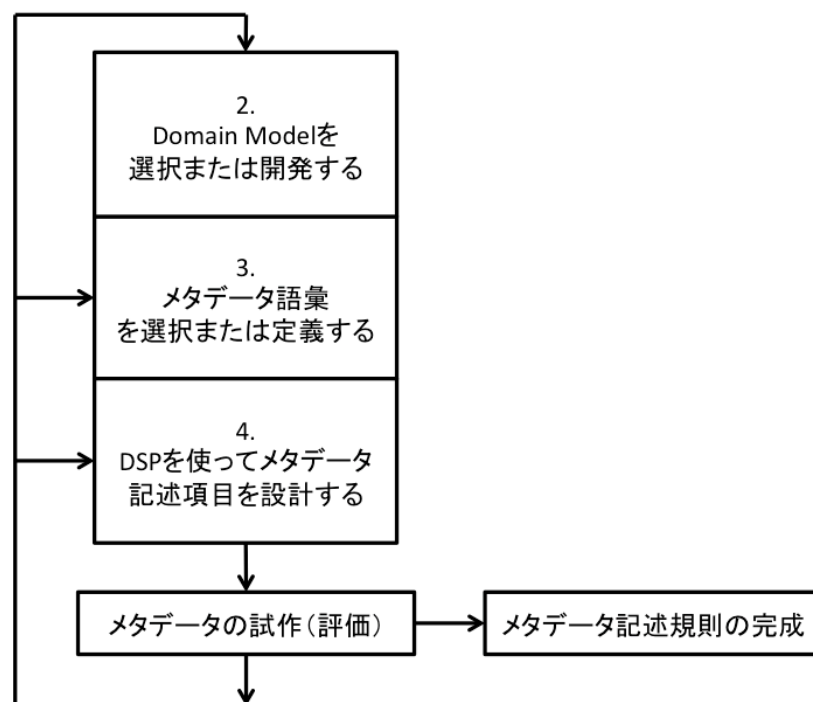 2.
Domain Modelを
選択または開発する
3.
メタデータ語彙
を選択または定義する
4.
DSPを使ってメタデータ
記述項目を設計する
メタデータの試作(評価)
メタデータ記述規則の完成